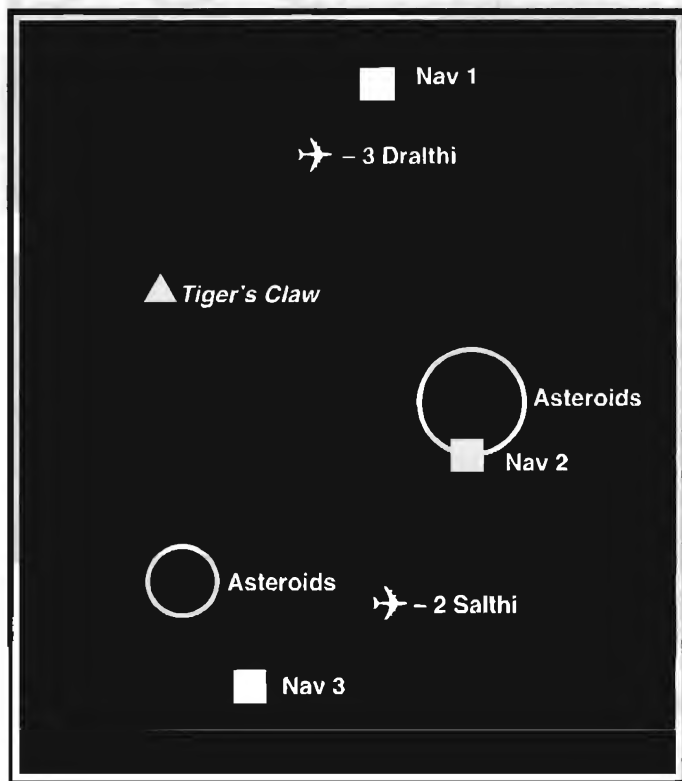 Nav 1
– 3 Dralthi
Tiger's Claw
Asteroids
Nav 2
Asteroids
– 2 Salthi
Nav 3